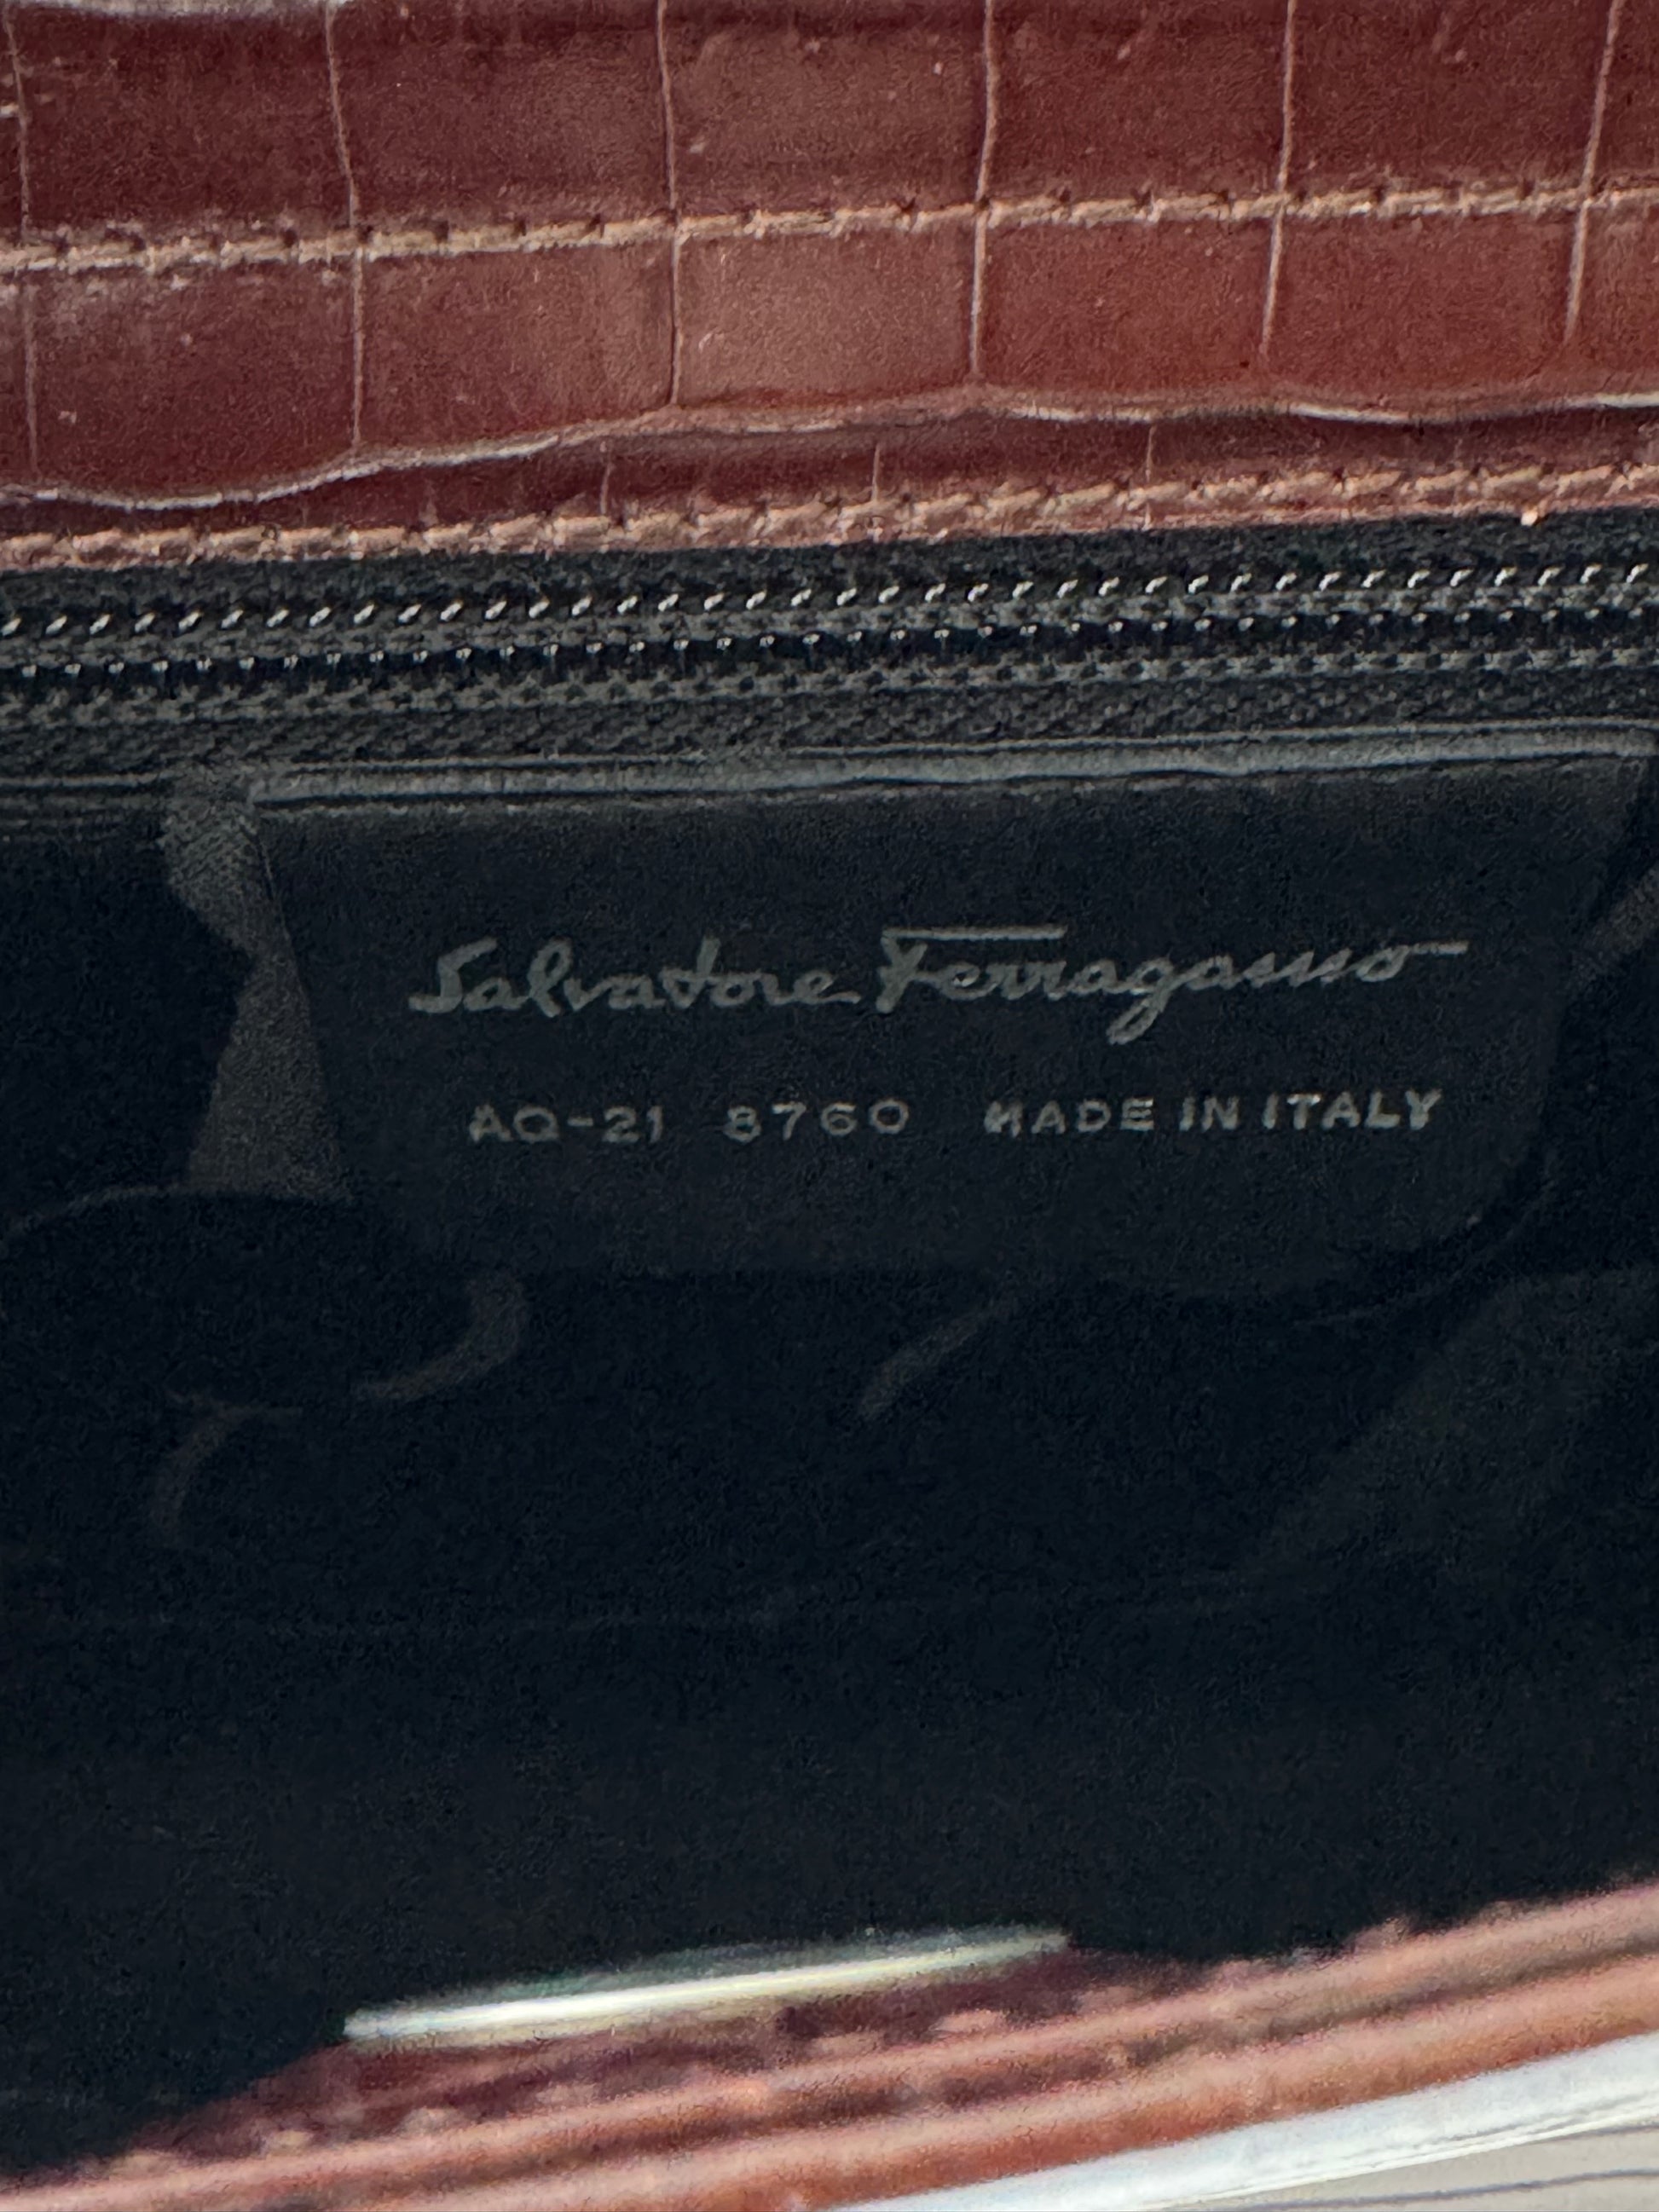 Salvatore Ferragamo
AQ-21 8760 MADE IN ITALY